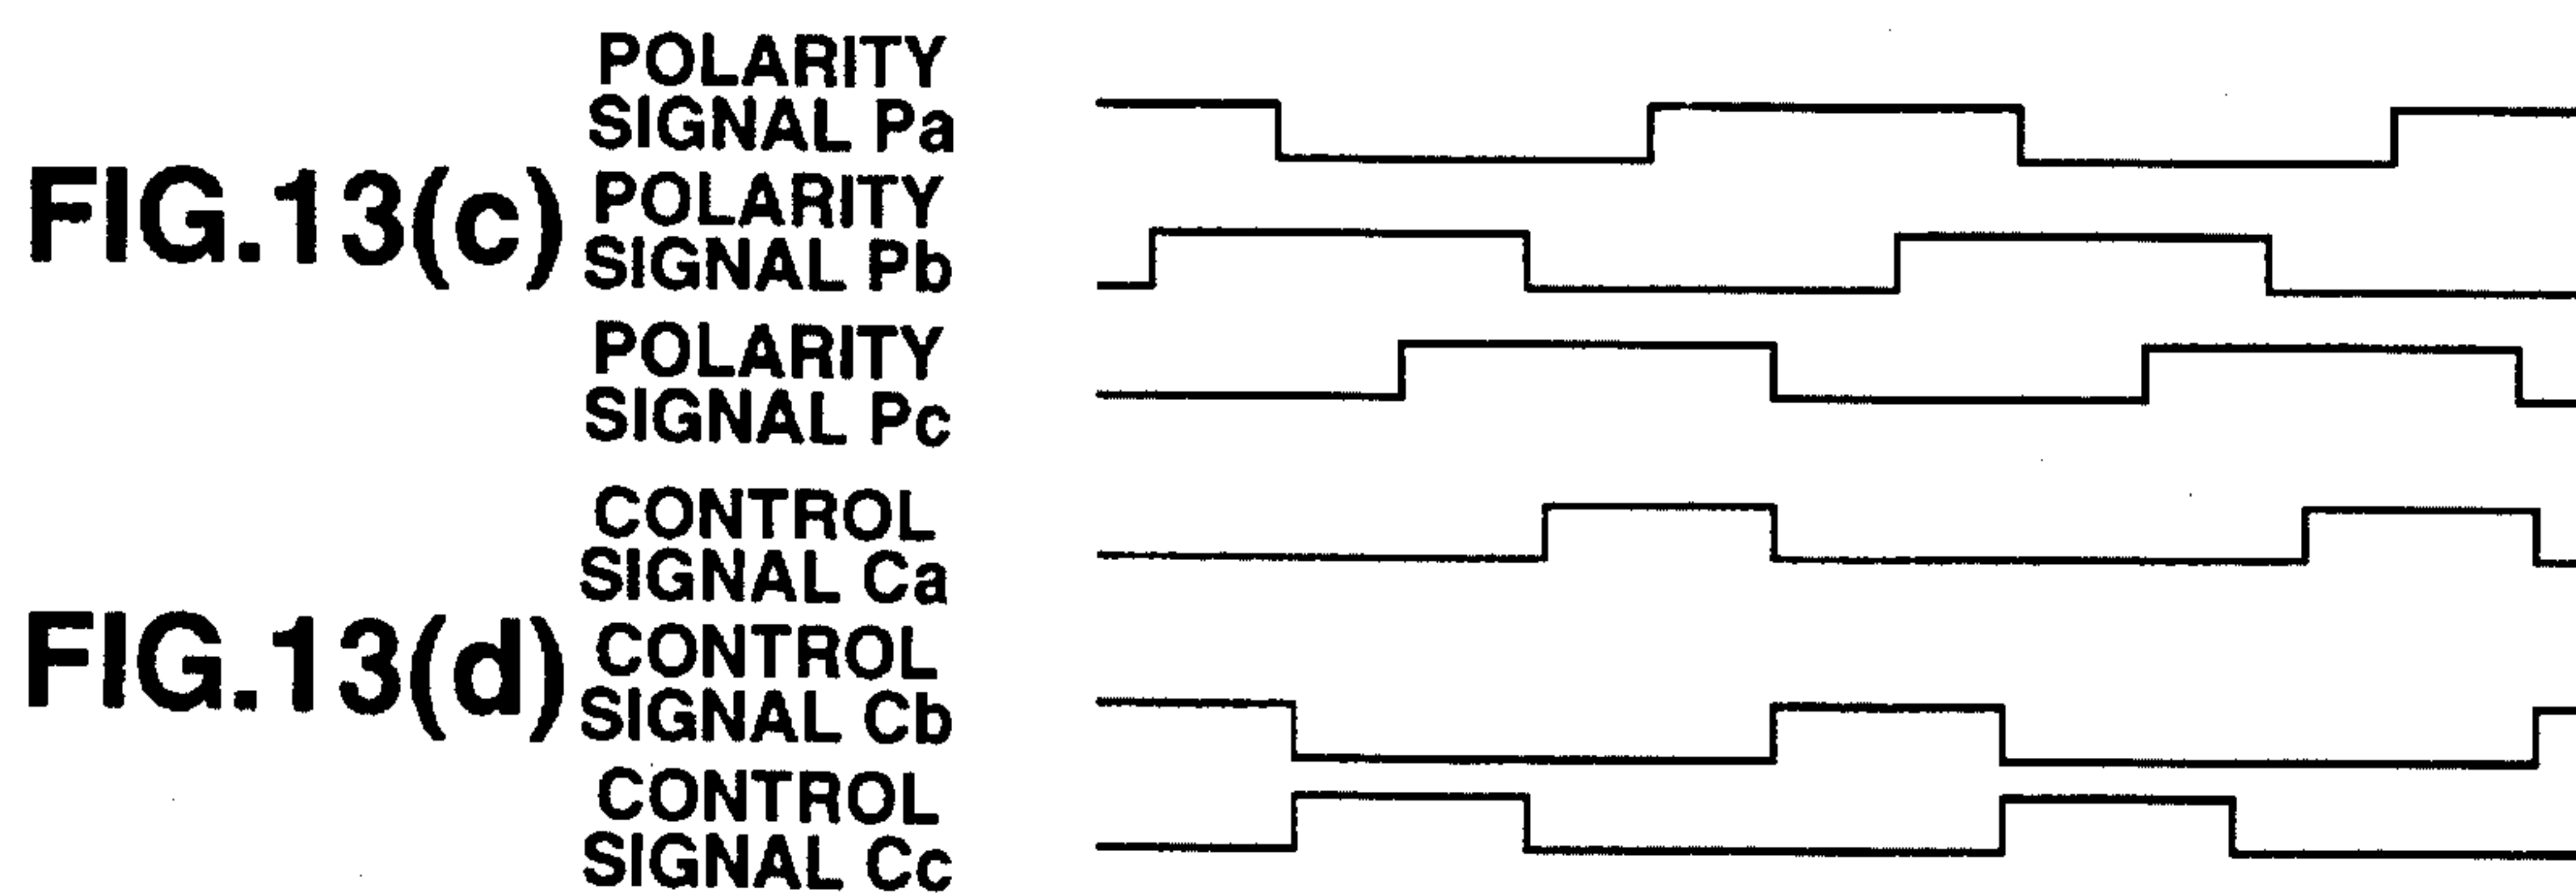 FIG.13(c)
POLARITY
SIGNAL Pa
POLARITY
SIGNAL Pb
POLARITY
SIGNAL Pc
FIG.13(d)
CONTROL
SIGNAL Ca
CONTROL
SIGNAL Cb
CONTROL
SIGNAL Cc